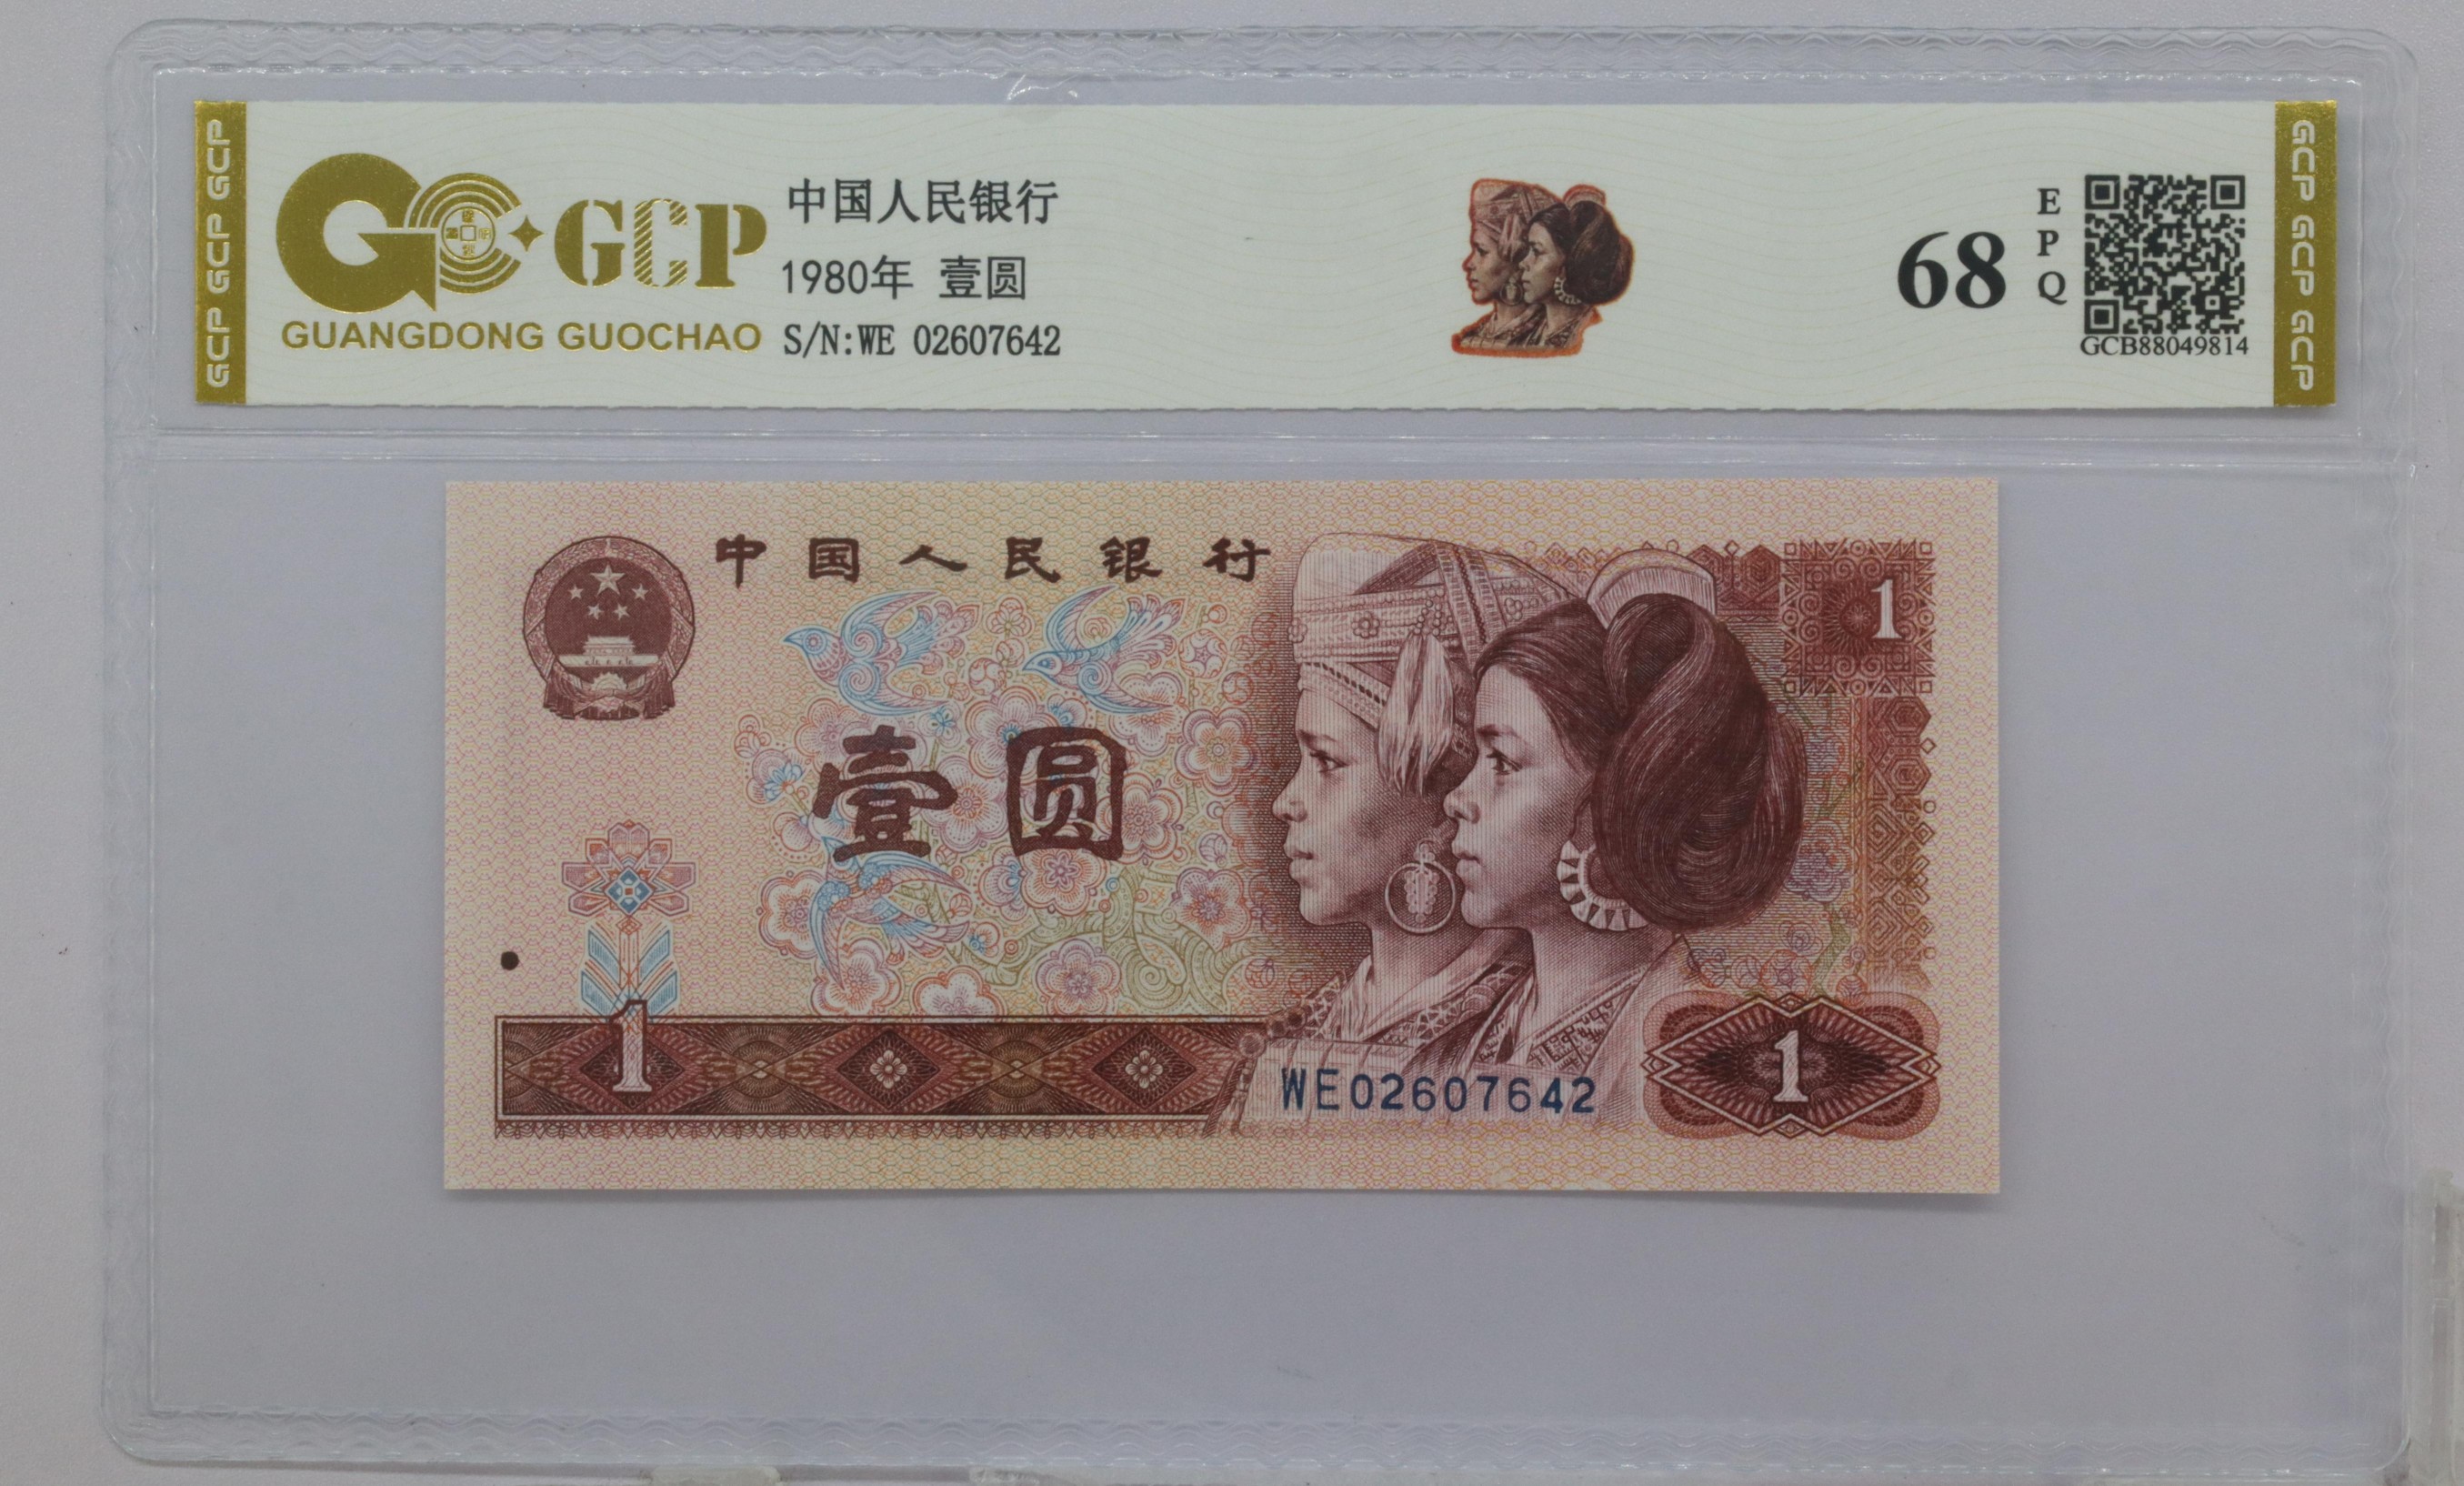 GCP GCP GCP
GCP
GUANGDONG GUOCHAO
中国人民银行
1980年 壹圆
S/N:WE 02607642
68
E
P
Q
GCB88049814
GCP GCP GCP
中国人民银行
1
壹圆
1
WE02607642
1